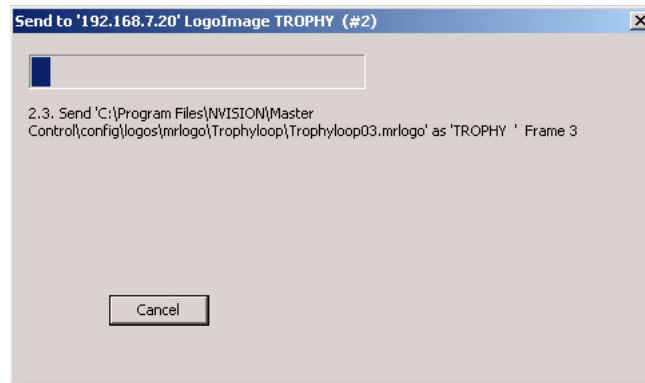 Send to '192.168.7.20' LogoImage TROPHY (#2)
2.3. Send 'C:\Program Files\NVISION\Master
Control\config\logos\mrlogo\Trophyloop\Trophyloop03.mrlogo' as 'TROPHY ' Frame 3
Cancel